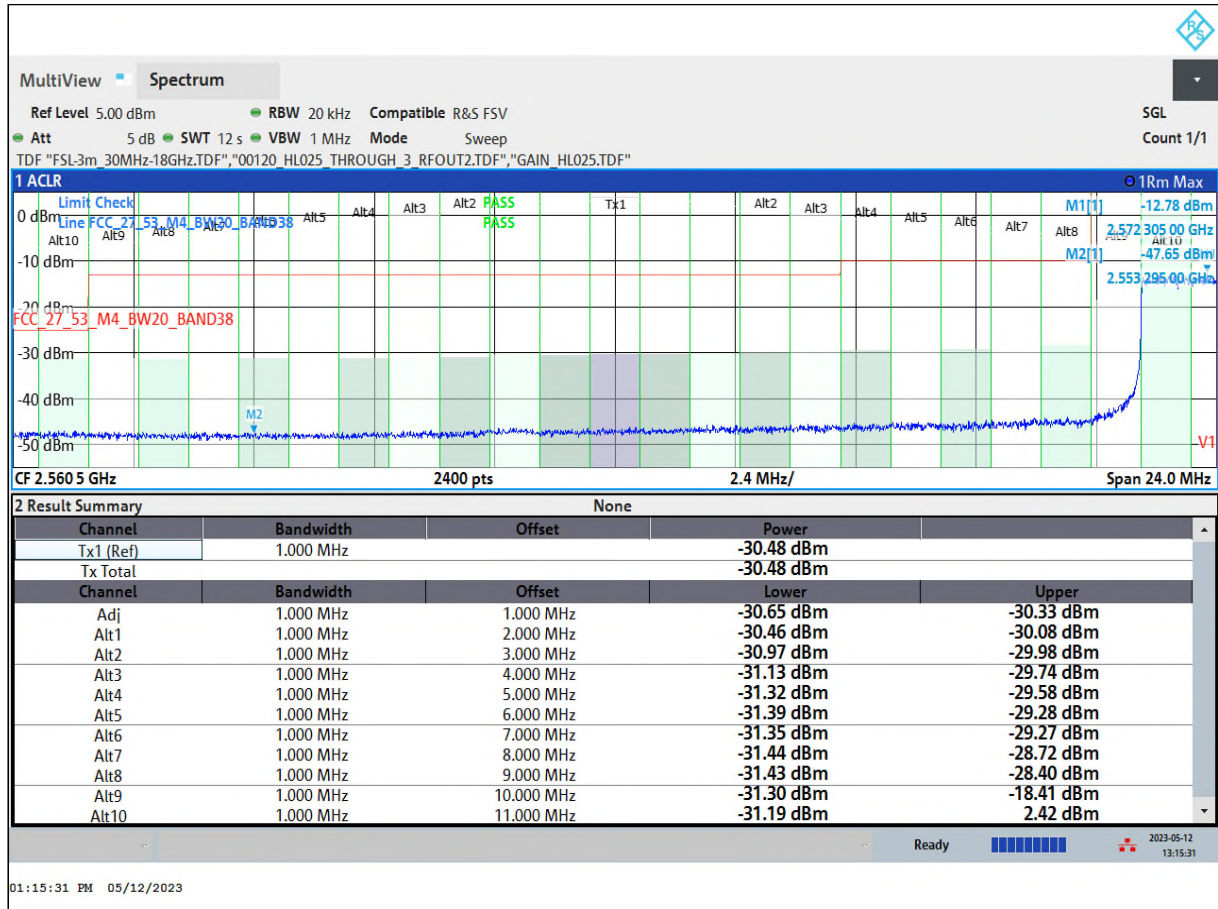 R&S
MultiView Spectrum
Ref Level 5.00 dBm RBW 20 kHz Compatible R&S FSV SGL
Att 5 dB SWT 12 s VBW 1 MHz Mode Sweep Count 1/1
TDF "FSL-3m_30MHz-18GHz.TDF","00120_HL025_THROUGH_3_RFOUT2.TDF","GAIN_HL025.TDF"
1 ACLR 1Rm Max
Limit Check PASS
Line FCC_27_53_M4_BW20_BAND38 PASS
M1[1] -12.78 dBm
2.572 305 00 GHz
M2[1] -47.65 dBm
2.553 295 00 GHz
Alt10 Alt9 Alt8 Alt7 Alt6 Alt5 Alt4 Alt3 Alt2 Tx1 Alt2 Alt3 Alt4 Alt5 Alt6 Alt7 Alt8 Alt9 Alt10
0 dBm
-10 dBm
-20 dBm
FCC_27_53_M4_BW20_BAND38
-30 dBm
-40 dBm
M2
-50 dBm
V1
CF 2.560 5 GHz 2400 pts 2.4 MHz/ Span 24.0 MHz
2 Result Summary None
Channel Bandwidth Offset Power
Tx1 (Ref) 1.000 MHz -30.48 dBm
Tx Total -30.48 dBm
Channel Bandwidth Offset Lower Upper
Adj 1.000 MHz 1.000 MHz -30.65 dBm -30.33 dBm
Alt1 1.000 MHz 2.000 MHz -30.46 dBm -30.08 dBm
Alt2 1.000 MHz 3.000 MHz -30.97 dBm -29.98 dBm
Alt3 1.000 MHz 4.000 MHz -31.13 dBm -29.74 dBm
Alt4 1.000 MHz 5.000 MHz -31.32 dBm -29.58 dBm
Alt5 1.000 MHz 6.000 MHz -31.39 dBm -29.28 dBm
Alt6 1.000 MHz 7.000 MHz -31.35 dBm -29.27 dBm
Alt7 1.000 MHz 8.000 MHz -31.44 dBm -28.72 dBm
Alt8 1.000 MHz 9.000 MHz -31.43 dBm -28.40 dBm
Alt9 1.000 MHz 10.000 MHz -31.30 dBm -18.41 dBm
Alt10 1.000 MHz 11.000 MHz -31.19 dBm 2.42 dBm
Ready 2023-05-12
13:15:31
01:15:31 PM 05/12/2023